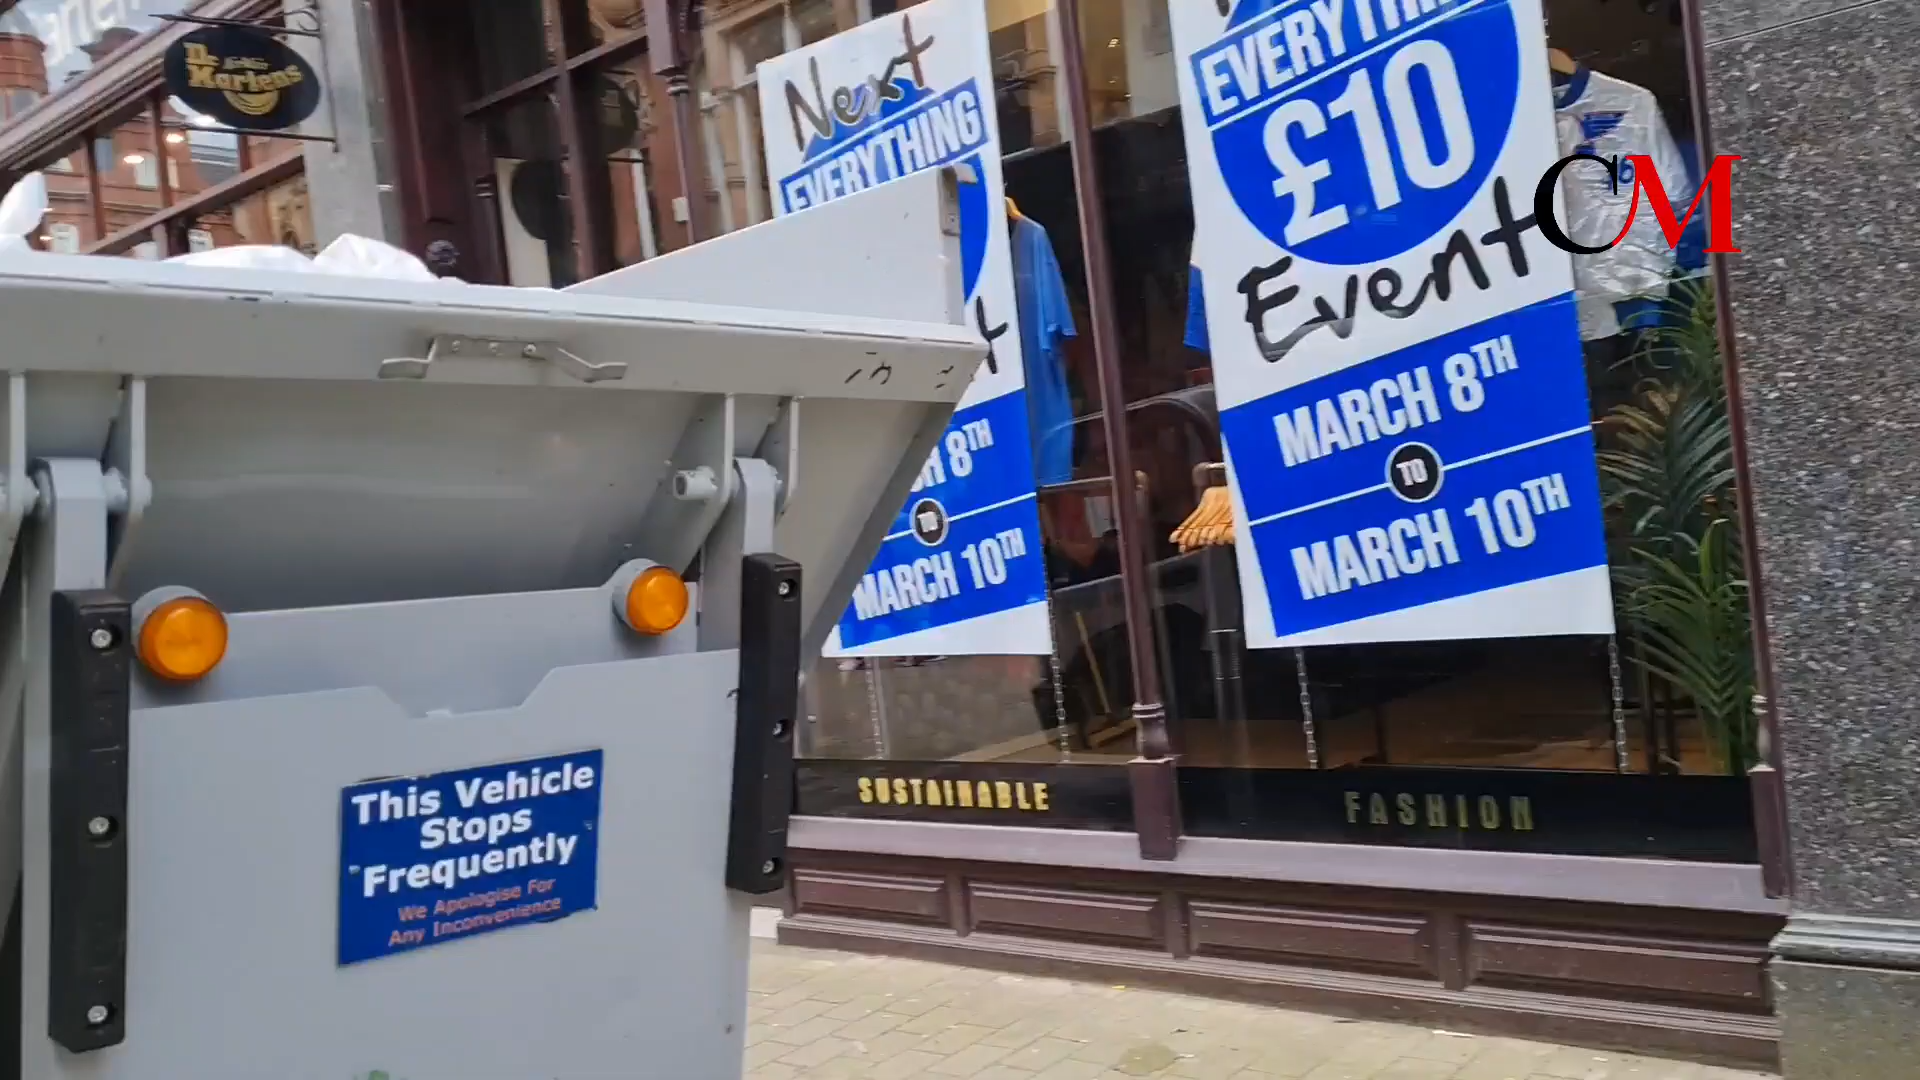 Dr.
Martens
Next
EVERYTHING
8TH
TO
MARCH 10TH
EVERYTHING
£10
Event
MARCH 8TH
TO
MARCH 10TH
CM
SUSTAINABLE
FASHION
This Vehicle
Stops
Frequently
We Apologise For
Any Inconvenience